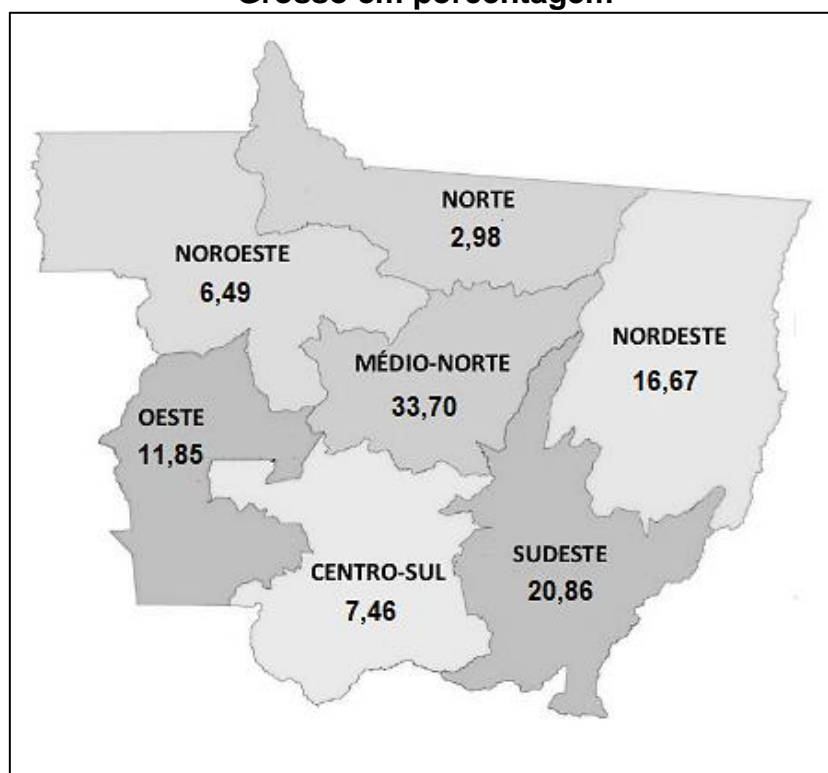 Grosso em porcentagem
NORTE
2,98
NOROESTE
6,49
NORDESTE
16,67
MÉDIO-NORTE
33,70
OESTE
11,85
SUDESTE
20,86
CENTRO-SUL
7,46